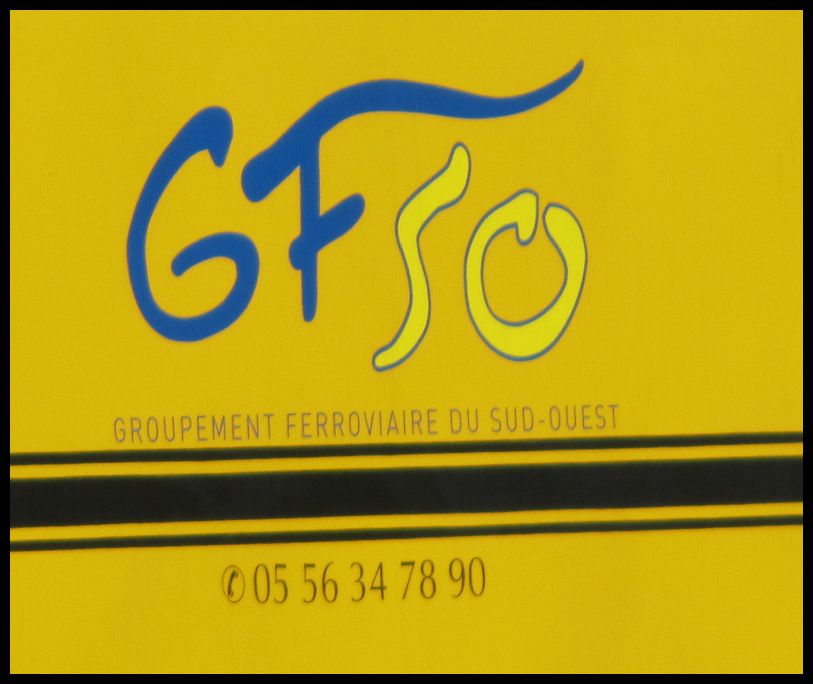 GFSO
GROUPEMENT FERROVIAIRE DU SUD-OUEST
✆ 05 56 34 78 90